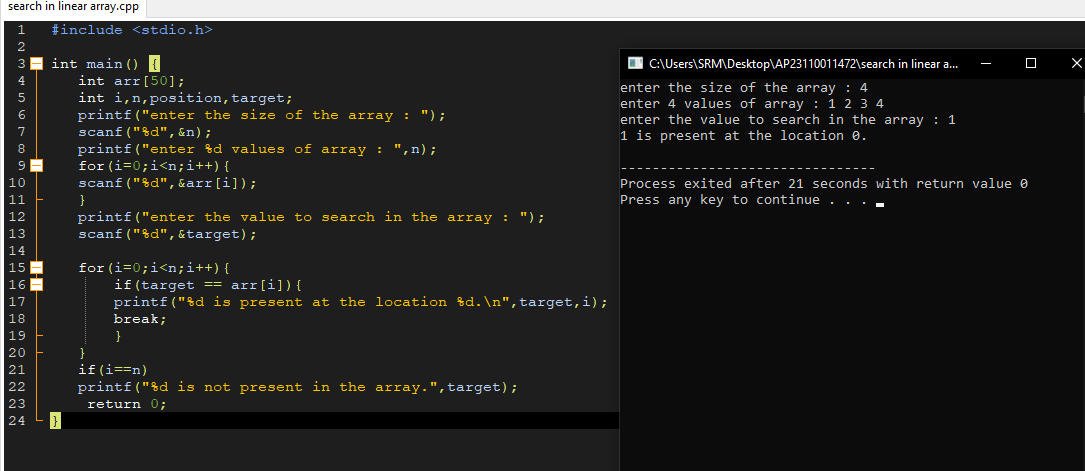 search in linear array.cpp
1 #include <stdio.h>
2
3 int main() {
4 int arr[50];
5 int i,n,position,target;
6 printf("enter the size of the array : ");
7 scanf("%d",&n);
8 printf("enter %d values of array : ",n);
9 for(i=0;i<n;i++){
10 scanf("%d",&arr[i]);
11 }
12 printf("enter the value to search in the array : ");
13 scanf("%d",&target);
14
15 for(i=0;i<n;i++){
16 if(target == arr[i]){
17 printf("%d is present at the location %d.\n",target,i);
18 break;
19 }
20 }
21 if(i==n)
22 printf("%d is not present in the array.",target);
23 return 0;
24 }
C:\Users\SRM\Desktop\AP23110011472\search in linear a...
enter the size of the array : 4
enter 4 values of array : 1 2 3 4
enter the value to search in the array : 1
1 is present at the location 0.
--------------------------------
Process exited after 21 seconds with return value 0
Press any key to continue . . .